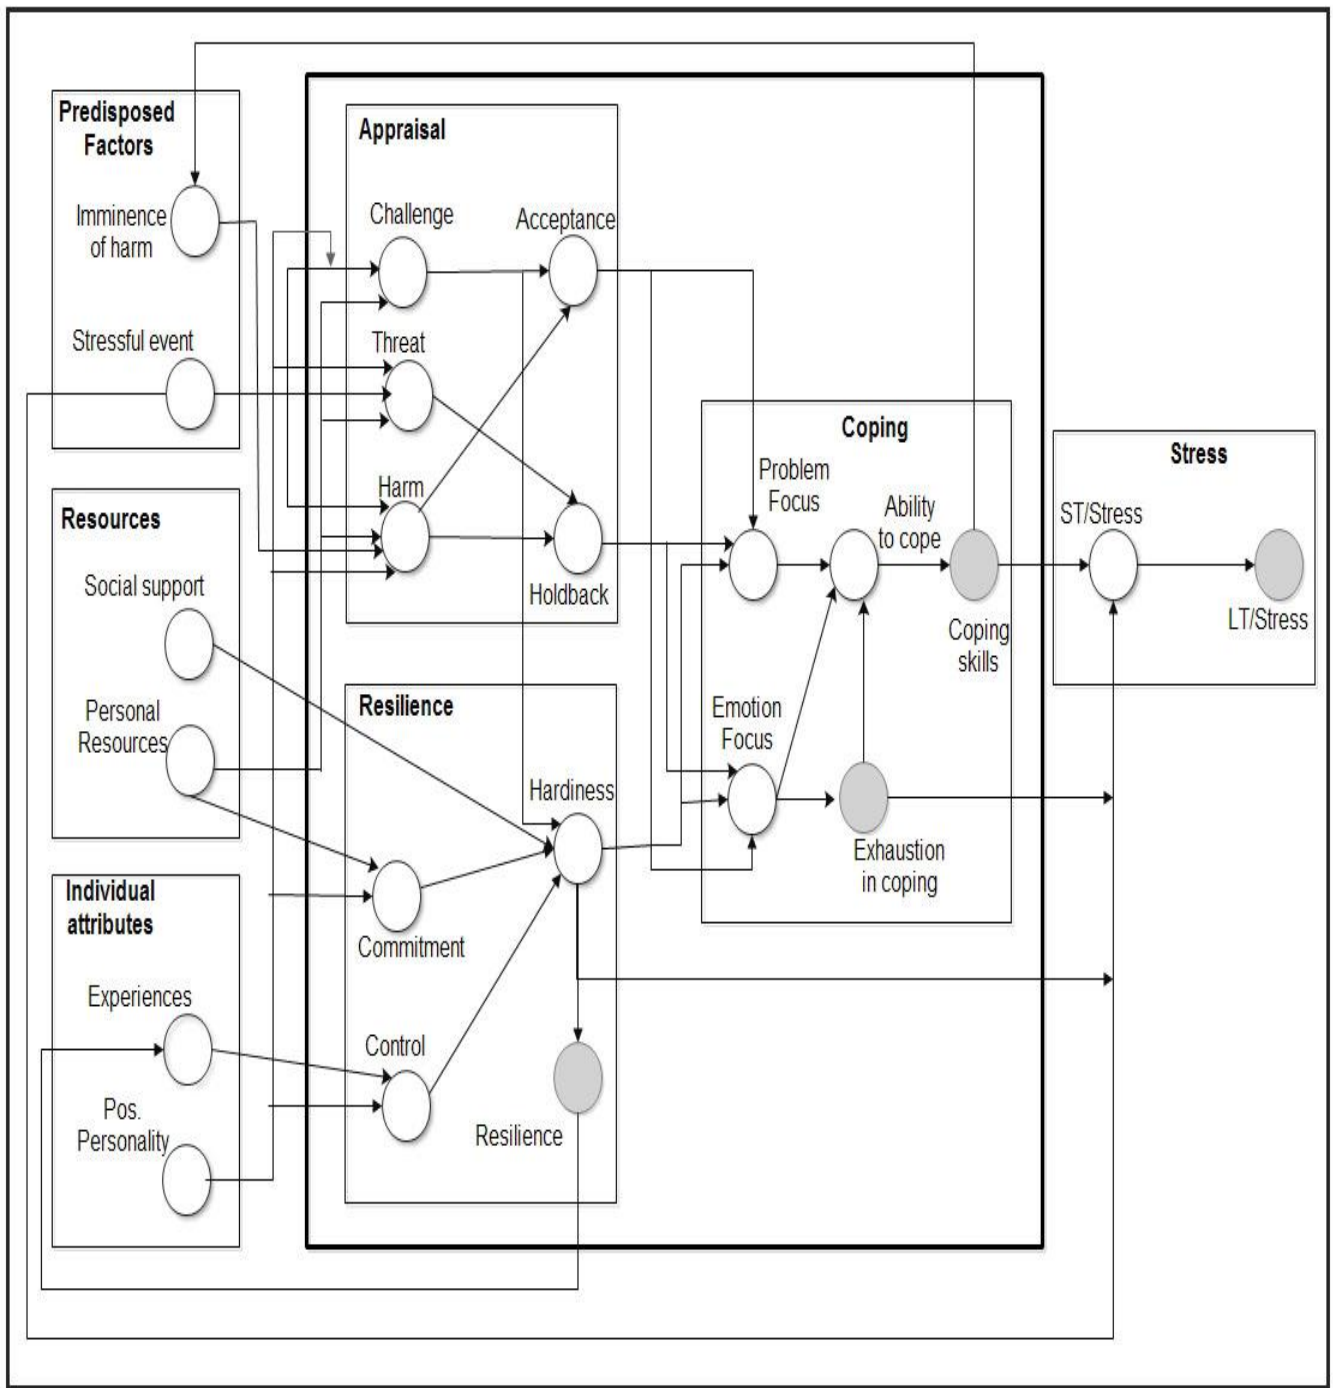 Predisposed
Factors
Imminence
of harm
Stressful event
Resources
Social support
Personal
Resources
Individual
attributes
Experiences
Pos.
Personality
Appraisal
Challenge
Acceptance
Threat
Harm
Holdback
Resilience
Hardiness
Commitment
Control
Resilience
Coping
Problem
Focus
Ability
to cope
Coping
skills
Emotion
Focus
Exhaustion
in coping
Stress
ST/Stress
LT/Stress